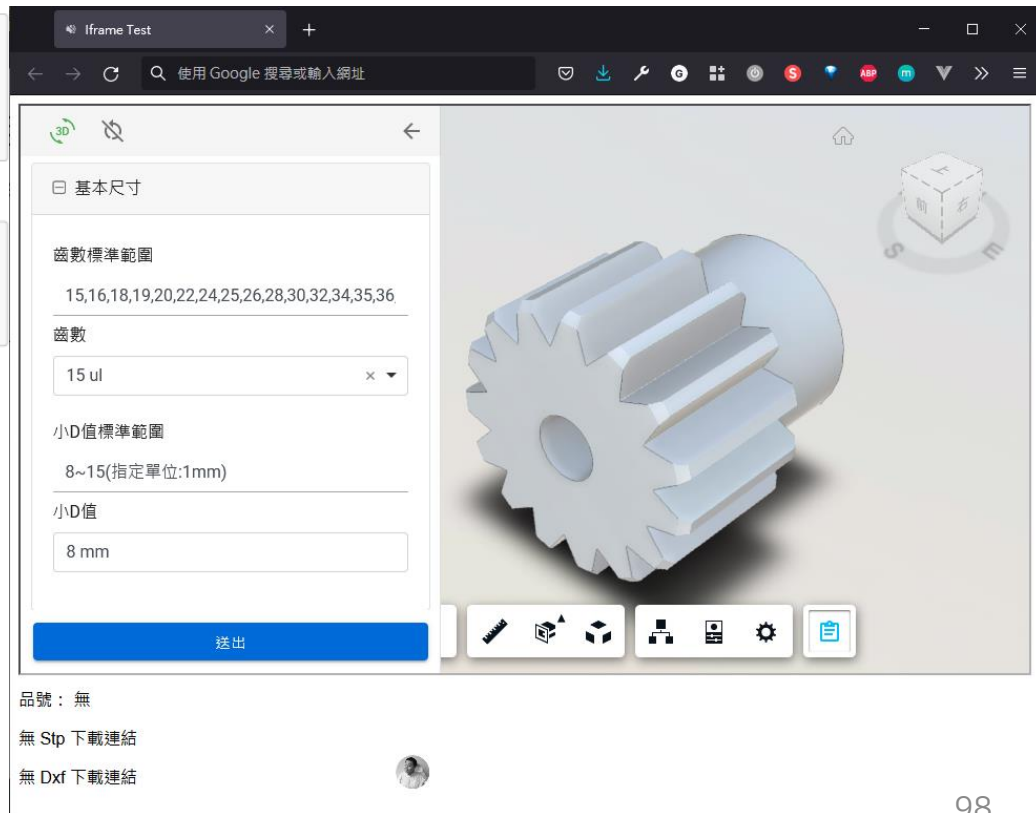 Iframe Test
使用 Google 搜尋或輸入網址
3D
基本尺寸
齒數標準範圍
15,16,18,19,20,22,24,25,26,28,30,32,34,35,36,
齒數
15 ul
小D值標準範圍
8~15(指定單位:1mm)
小D值
8 mm
送出
上
前
右
S
E
G
S
ABP
m
品號： 無
無 Stp 下載連結
無 Dxf 下載連結
98